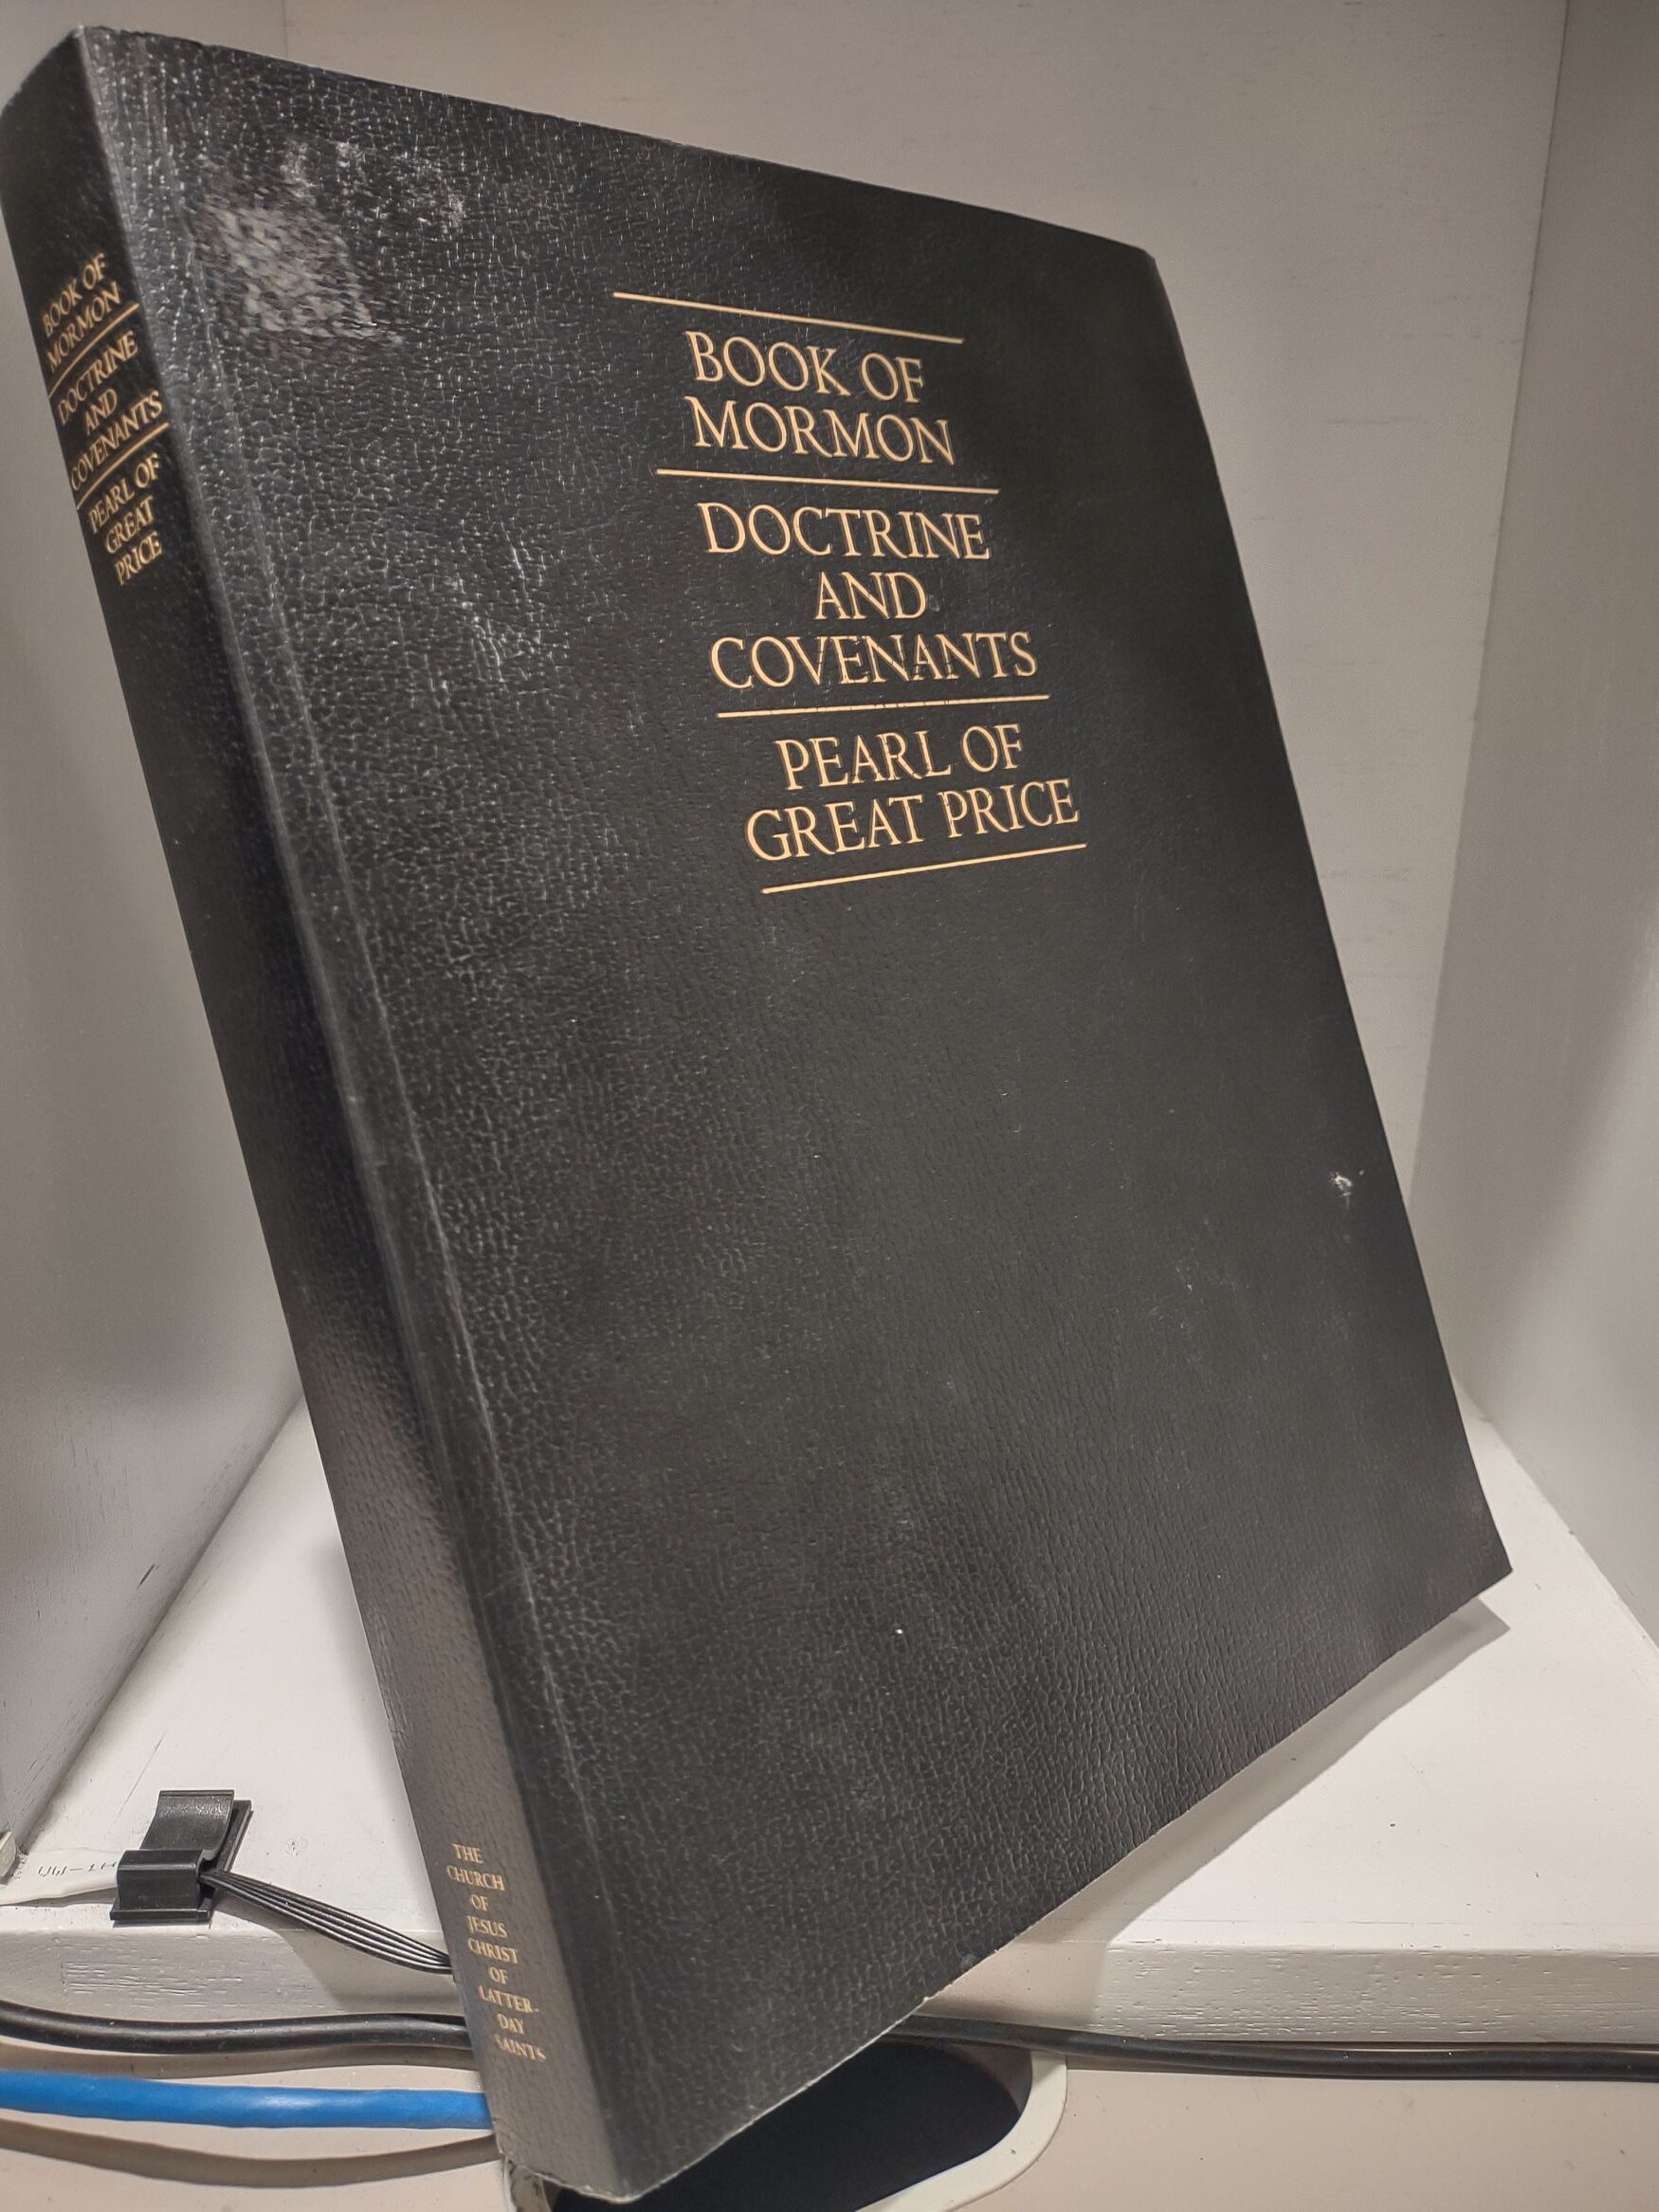 BOOK OF
MORMON
DOCTRINE
AND
COVENANTS
PEARL OF
GREAT
PRICE
BOOK OF
MORMON
DOCTRINE
AND
COVENANTS
PEARL OF
GREAT PRICE
THE
CHURCH
OF
JESUS
CHRIST
OF
LATTER-
DAY
SAINTS